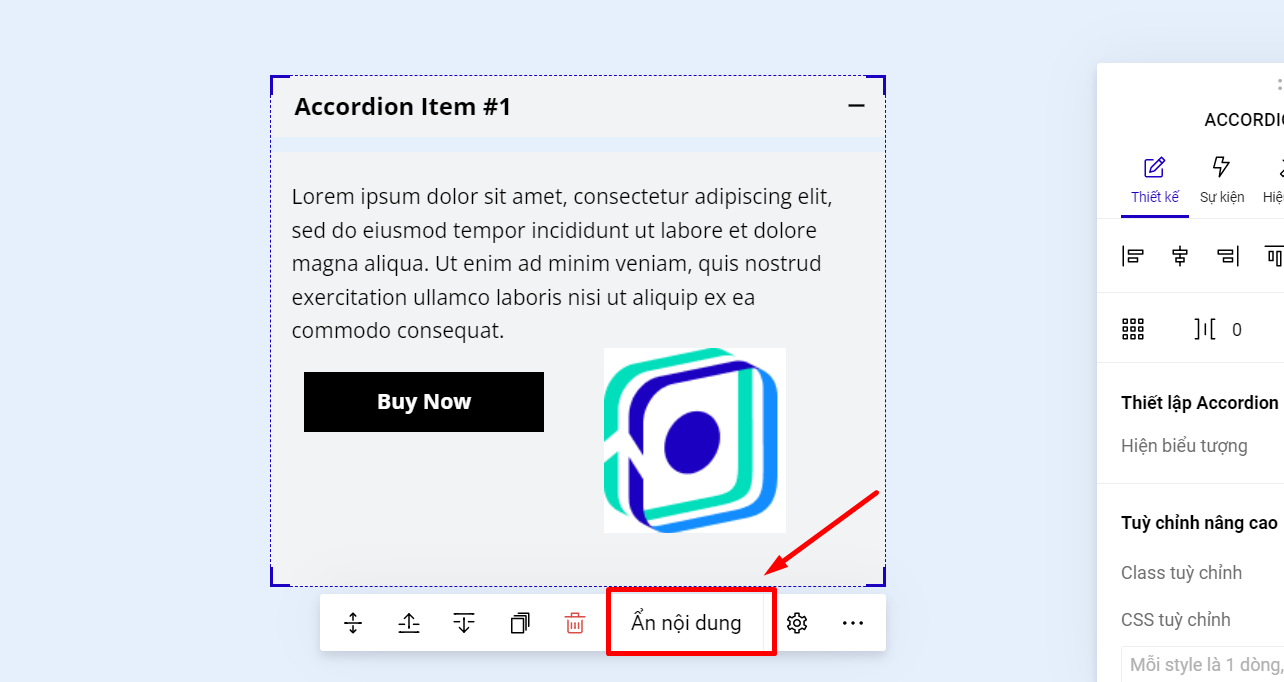 Accordion Item #1
Lorem ipsum dolor sit amet, consectetur adipiscing elit,
sed do eiusmod tempor incididunt ut labore et dolore
magna aliqua. Ut enim ad minim veniam, quis nostrud
exercitation ullamco laboris nisi ut aliquip ex ea
commodo consequat.
Buy Now
Ẩn nội dung
ACCORDIO
Thiết kế Sự kiện Hiệ
0
Thiết lập Accordion
Hiện biểu tượng
Tuỳ chỉnh nâng cao
Class tuỳ chỉnh
CSS tuỳ chỉnh
Mỗi style là 1 dòng,